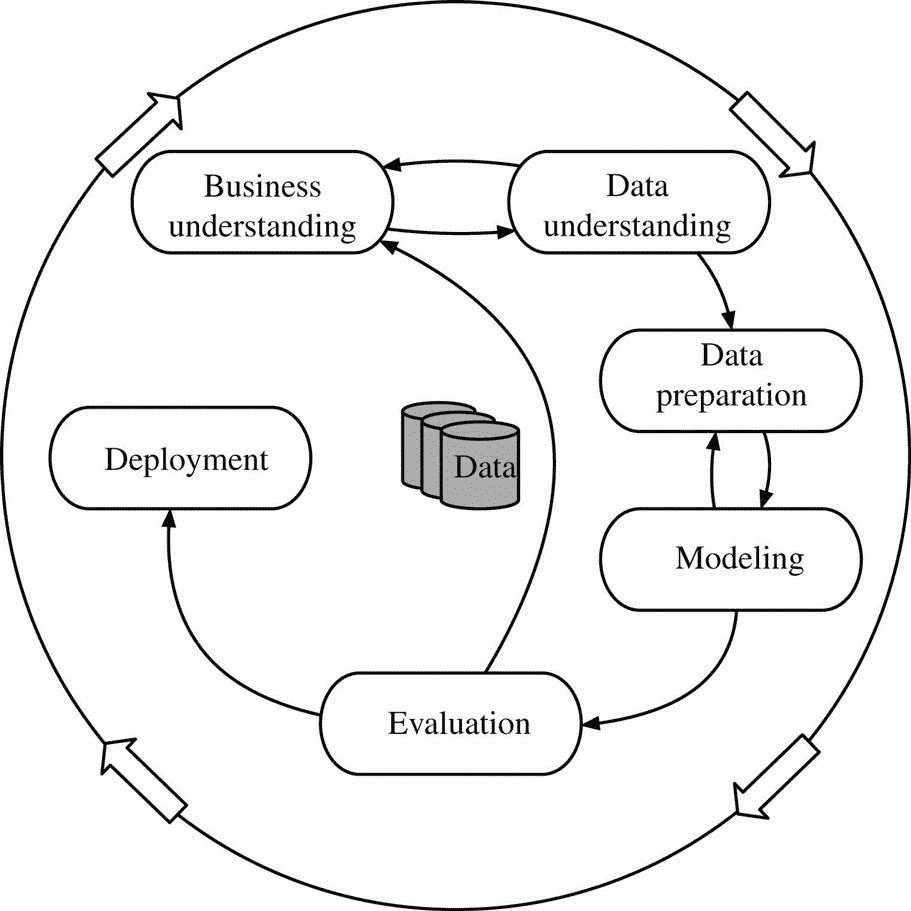 Business
understanding
Data
understanding
Data
preparation
Deployment
Data
Modeling
Evaluation